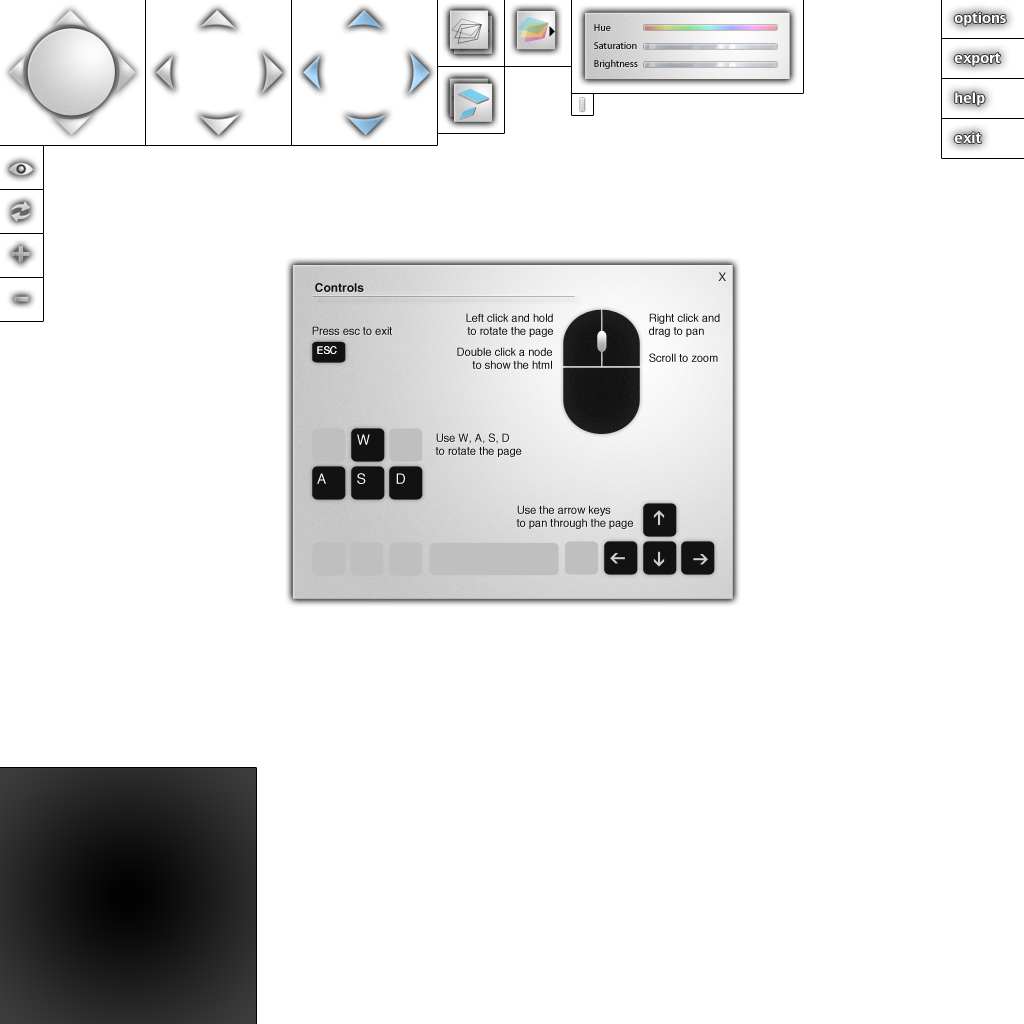 Hue
Saturation
Brightness
options
export
help
exit
Controls
X
Press esc to exit
ESC
Left click and hold
to rotate the page
Double click a node
to show the html
Right click and
drag to pan
Scroll to zoom
W
A S D
Use W, A, S, D
to rotate the page
Use the arrow keys
to pan through the page